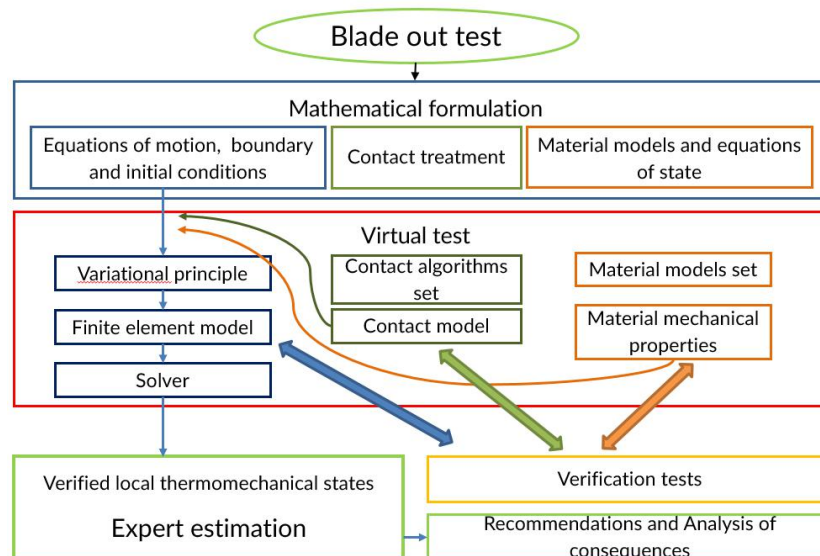 Blade out test
Mathematical formulation
Equations of motion, boundary
and initial conditions
Contact treatment
Material models and equations
of state
Virtual test
Variational principle
Contact algorithms
set
Material models set
Finite element model
Contact model
Material mechanical
properties
Solver
Verified local thermomechanical states
Expert estimation
Verification tests
Recommendations and Analysis of
consequences